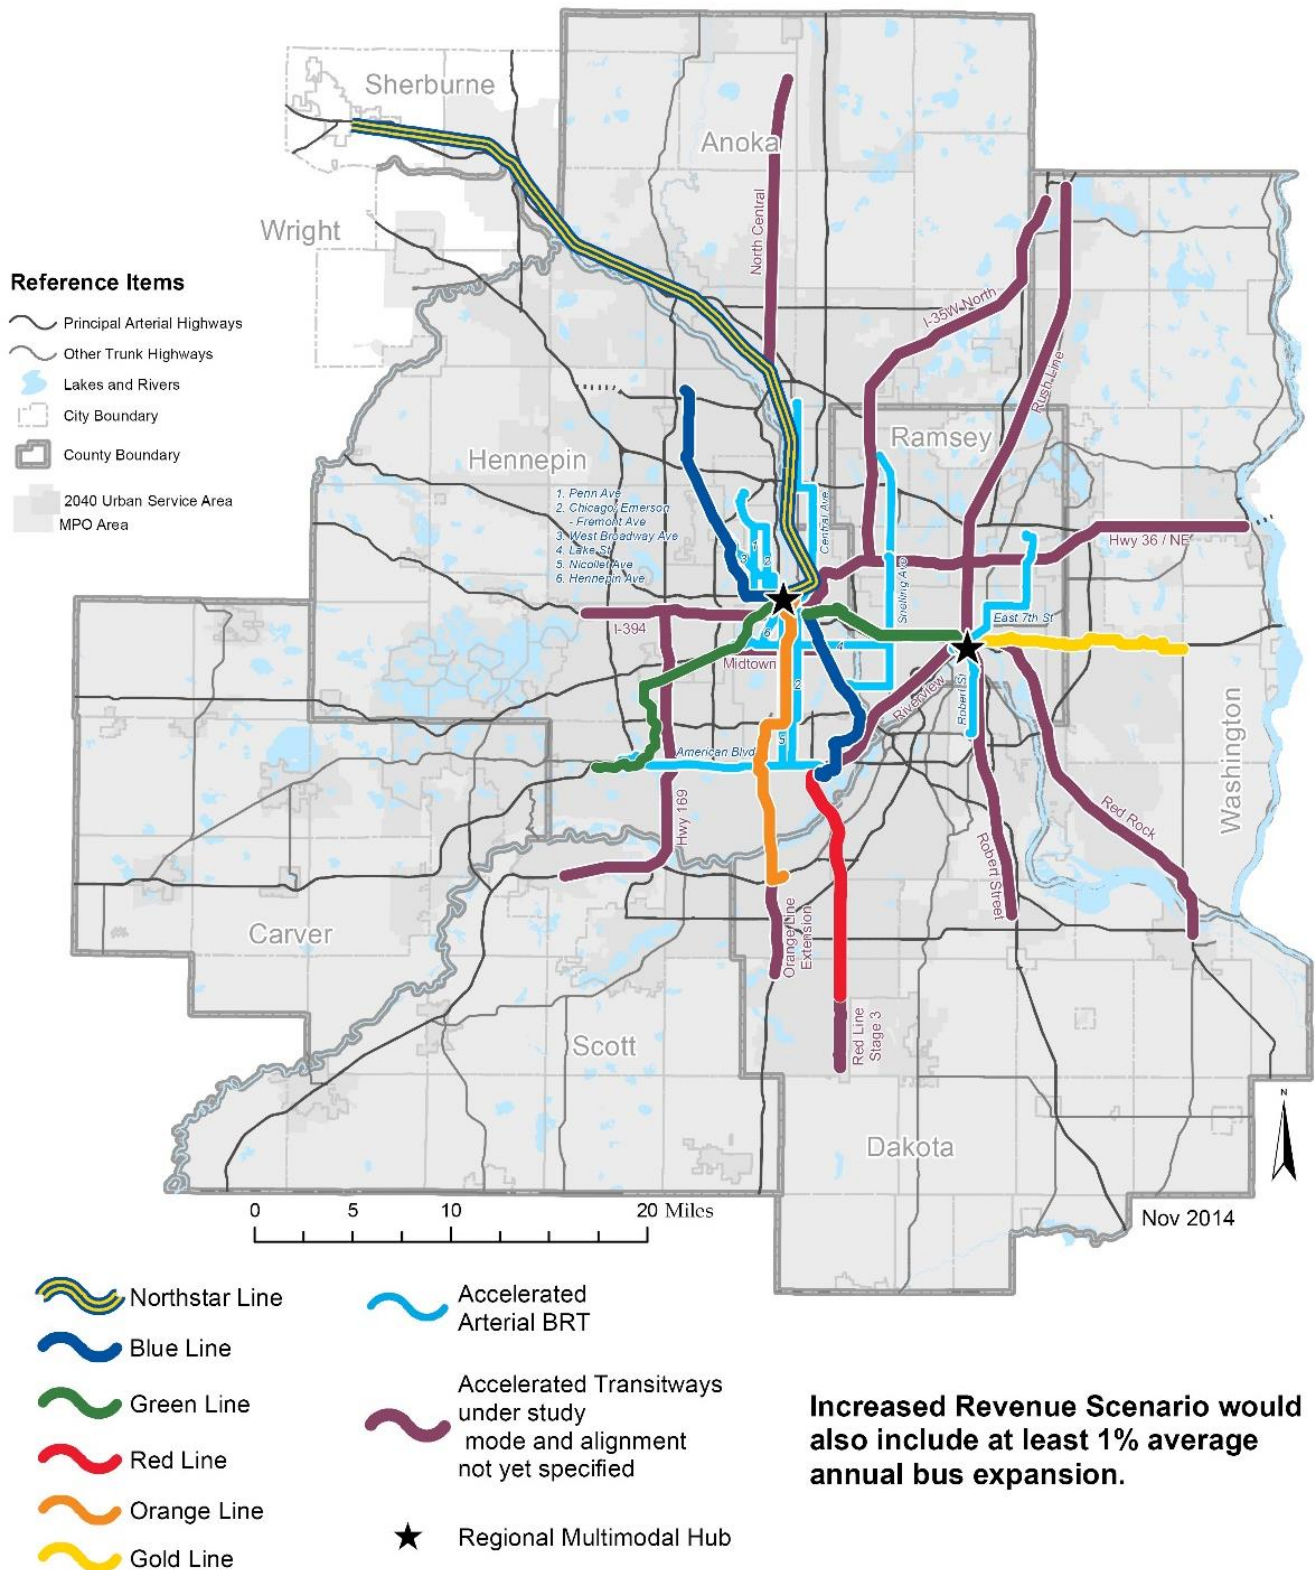 Sherburne
Anoka
Wright
North Central
I-35W North
Rush Line
Reference Items
Principal Arterial Highways
Other Trunk Highways
Lakes and Rivers
City Boundary
County Boundary
2040 Urban Service Area
MPO Area
Hennepin
Ramsey
1. Penn Ave
2. Chicago/Emerson
- Fremont Ave
3. West Broadway Ave
4. Lake St
5. Nicollet Ave
6. Hennepin Ave
Central Ave
Snelling Ave
Hwy 36 / NE
1
2
3
East 7th St
I-394
6
4
Midtown
2
Riverview
Robert St
5
American Blvd
Hwy 169
Washington
Red Rock
Robert Street
Orange Line
Extension
Carver
Red Line
Stage 3
Scott
Dakota
N
0 5 10 20 Miles
Nov 2014
Northstar Line
Blue Line
Green Line
Red Line
Orange Line
Gold Line
Accelerated
Arterial BRT
Accelerated Transitways
under study
mode and alignment
not yet specified
Regional Multimodal Hub
Increased Revenue Scenario would
also include at least 1% average
annual bus expansion.